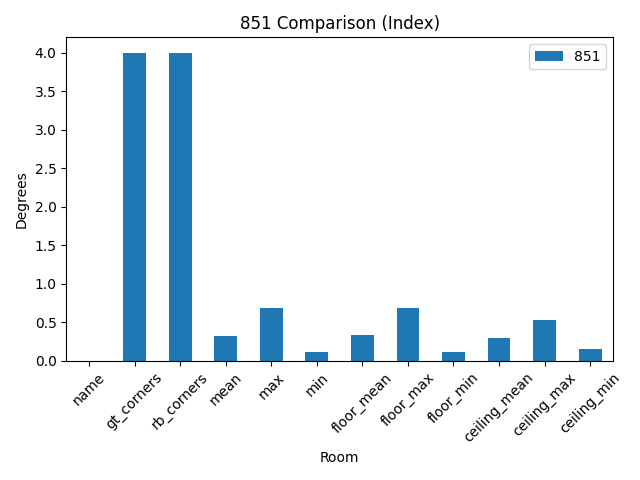 851 Comparison (Index)
851
Degrees
4.0
3.5
3.0
2.5
2.0
1.5
1.0
0.5
0.0
name
gt_corners
rb_corners
mean
max
min
floor_mean
floor_max
floor_min
ceiling_mean
ceiling_max
ceiling_min
Room